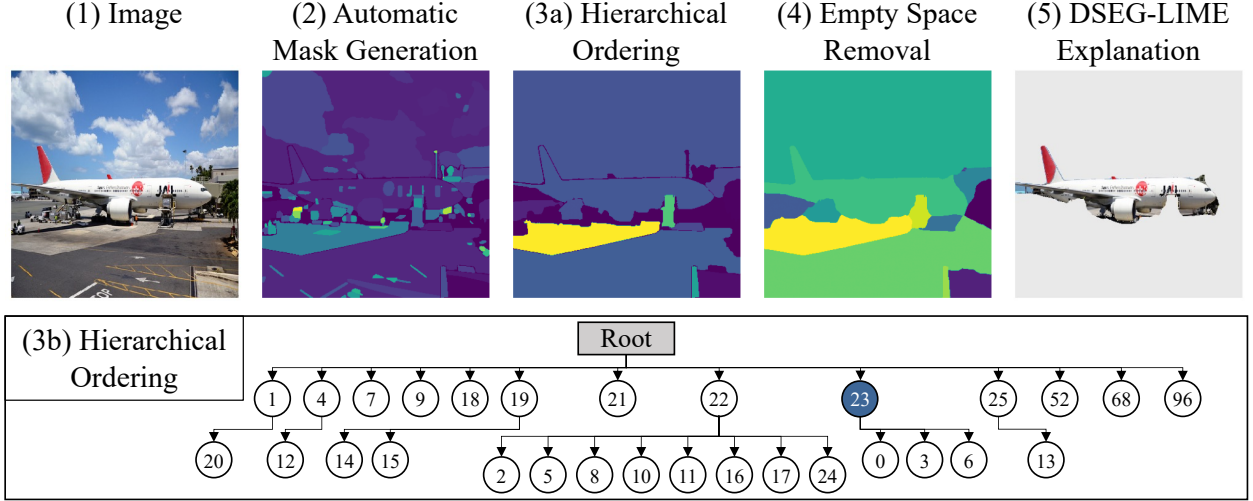 (1) Image
(2) Automatic
Mask Generation
(3a) Hierarchical
Ordering
(4) Empty Space
Removal
(5) DSEG-LIME
Explanation
JAL
JAL
(3b) Hierarchical
Ordering
Root
1 4 7 9 18 19 21 22 23 25 52 68 96
20 12 14 15 2 5 8 10 11 16 17 24 0 3 6 13